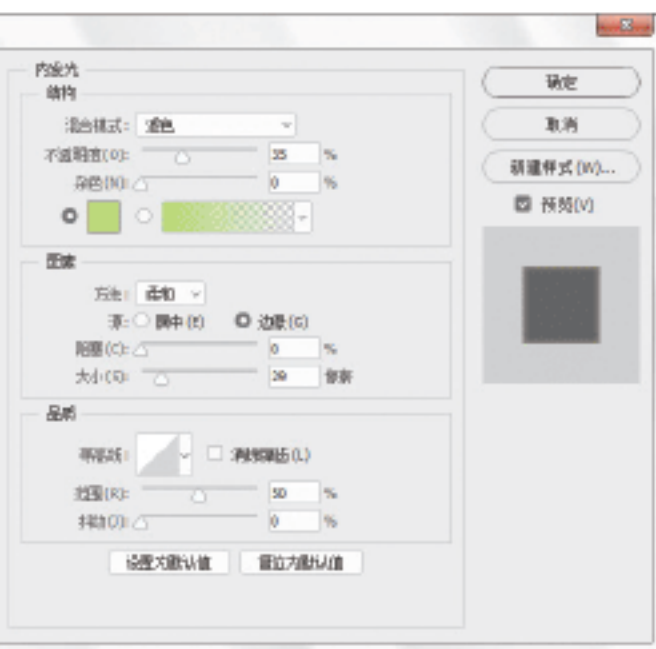 内发光
结构
混合模式： 滤色
不透明度(O)： 35 %
杂色(N)： 0 %
图素
方法： 柔和
源： 居中(E) 边缘(G)
阻塞(C)： 0 %
大小(S)： 29 像素
品质
等高线： 消除锯齿(L)
范围(R)： 50 %
抖动(J)： 0 %
设置为默认值 复位为默认值
确定
取消
新建样式(W)...
预览(V)